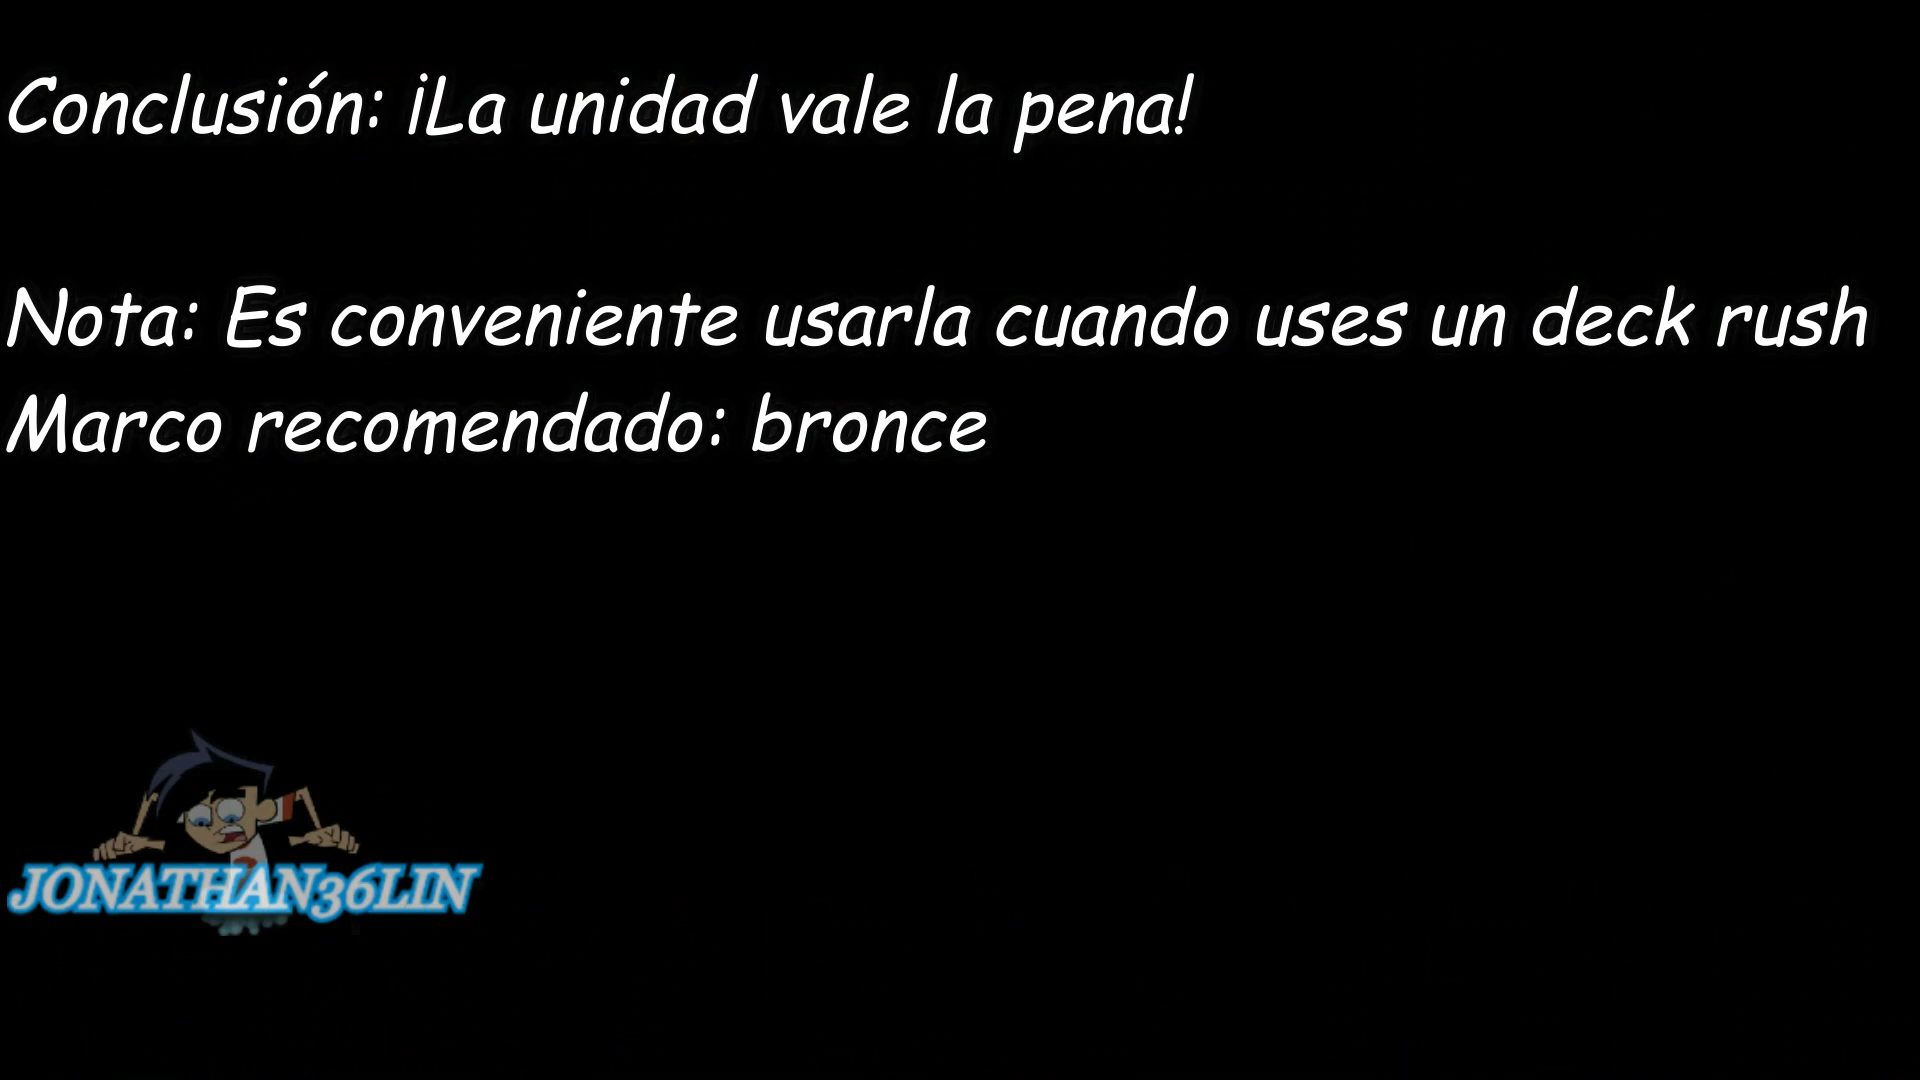 Conclusión: ¡La unidad vale la pena!
Nota: Es conveniente usarla cuando uses un deck rush
Marco recomendado: bronce
JONATHAN36LIN